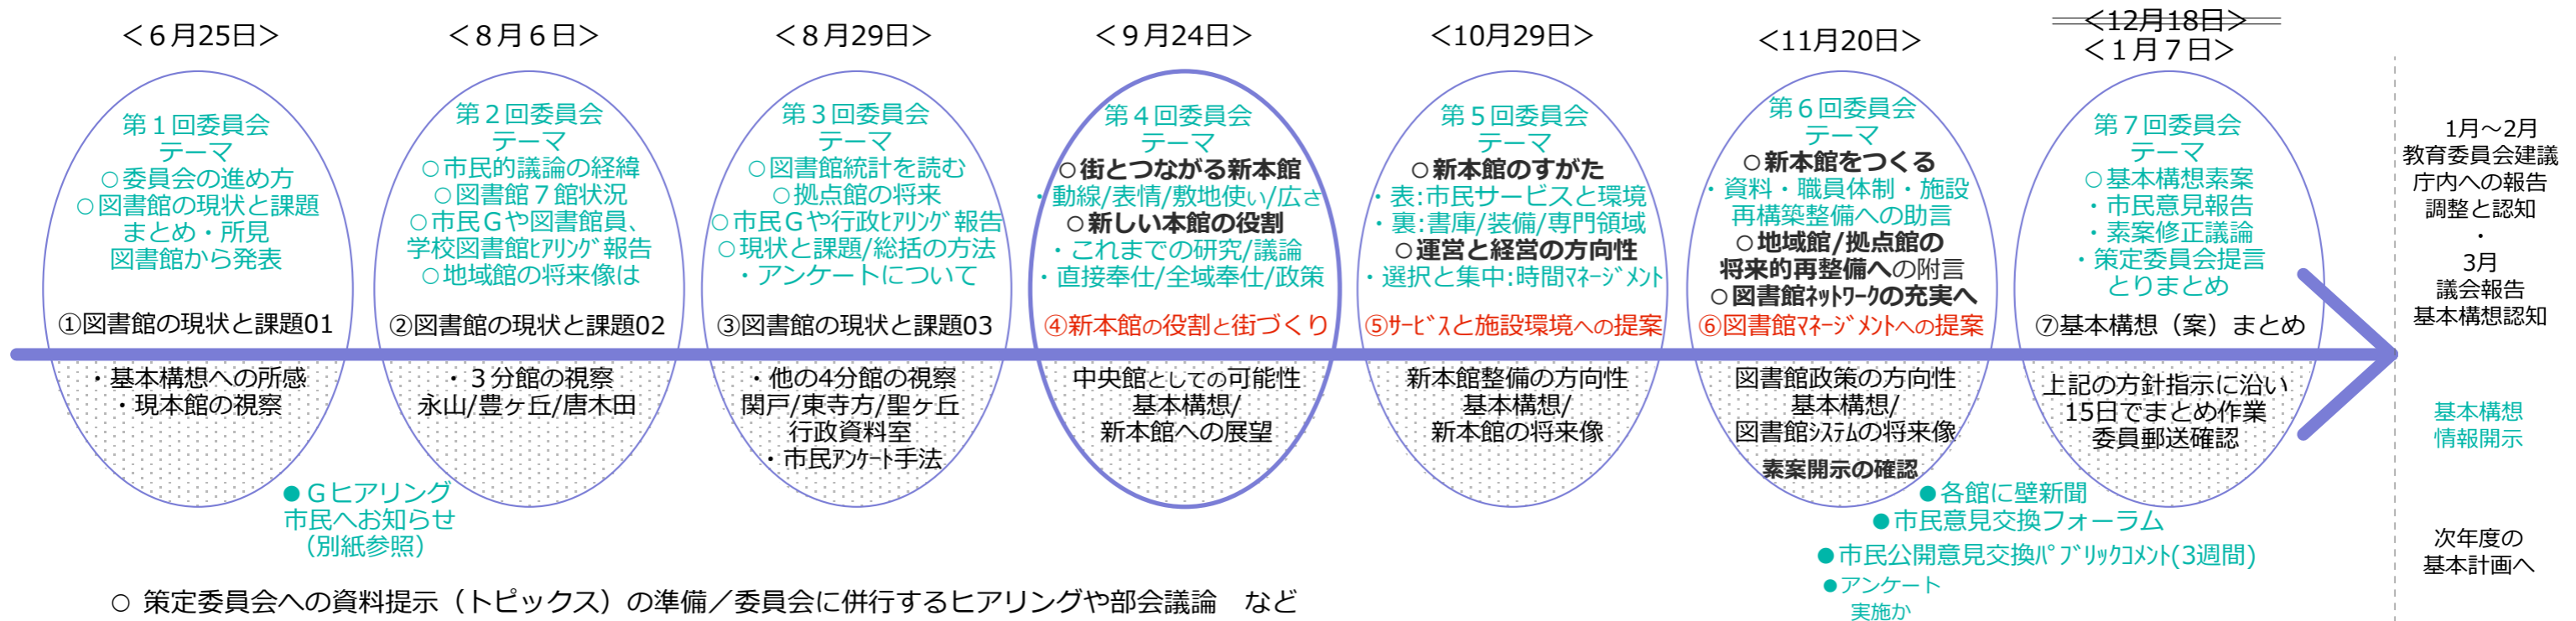 ＜６月25日＞
第１回委員会
テーマ
○委員会の進め方
○図書館の現状と課題
まとめ・所見
図書館から発表
①図書館の現状と課題01
・基本構想への所感
・現本館の視察
＜８月６日＞
第２回委員会
テーマ
○市民的議論の経緯
○図書館７館状況
○市民Gや図書館員、
学校図書館ﾋｱﾘﾝｸﾞ報告
○地域館の将来像は
②図書館の現状と課題02
・３分館の視察
永山/豊ヶ丘/唐木田
●Ｇヒアリング
市民へお知らせ
（別紙参照）
＜８月29日＞
第３回委員会
テーマ
○図書館統計を読む
○拠点館の将来
○市民Gや行政ﾋｱﾘﾝｸﾞ報告
○現状と課題/総括の方法
・アンケートについて
③図書館の現状と課題03
・他の4分館の視察
関戸/東寺方/聖ヶ丘
行政資料室
・市民ｱﾝｹｰﾄ手法
＜９月24日＞
第４回委員会
テーマ
○街とつながる新本館
・動線/表情/敷地使い/広さ
○新しい本館の役割
・これまでの研究/議論
・直接奉仕/全域奉仕/政策
④新本館の役割と街づくり
中央館としての可能性
基本構想/
新本館への展望
＜10月29日＞
第５回委員会
テーマ
○新本館のすがた
・表:市民サービスと環境
・裏:書庫/装備/専門領域
○運営と経営の方向性
・選択と集中:時間ﾏﾈｰｼﾞﾒﾝﾄ
⑤ｻｰﾋﾞｽと施設環境への提案
新本館整備の方向性
基本構想/
新本館の将来像
＜11月20日＞
第６回委員会
テーマ
○新本館をつくる
・資料・職員体制・施設
再構築整備への助言
○地域館/拠点館の
将来的再整備への附言
○図書館ﾈｯﾄﾜｰｸの充実へ
⑥図書館ﾏﾈｰｼﾞﾒﾝﾄへの提案
図書館政策の方向性
基本構想/
図書館ｼｽﾃﾑの将来像
素案開示の確認
●各館に壁新聞
●市民意見交換フォーラム
●市民公開意見交換ﾊﾟﾌﾞﾘｯｸｺﾒﾝﾄ(3週間)
●アンケート
実施か
＜12月18日＞
＜１月７日＞
第７回委員会
テーマ
○基本構想素案
・市民意見報告
・素案修正議論
・策定委員会提言
とりまとめ
⑦基本構想（案）まとめ
上記の方針指示に沿い
15日でまとめ作業
委員郵送確認
1月～2月
教育委員会建議
庁内への報告
調整と認知
・
3月
議会報告
基本構想認知
基本構想
情報開示
次年度の
基本計画へ
○ 策定委員会への資料提示（トピックス）の準備／委員会に併行するヒアリングや部会議論　など